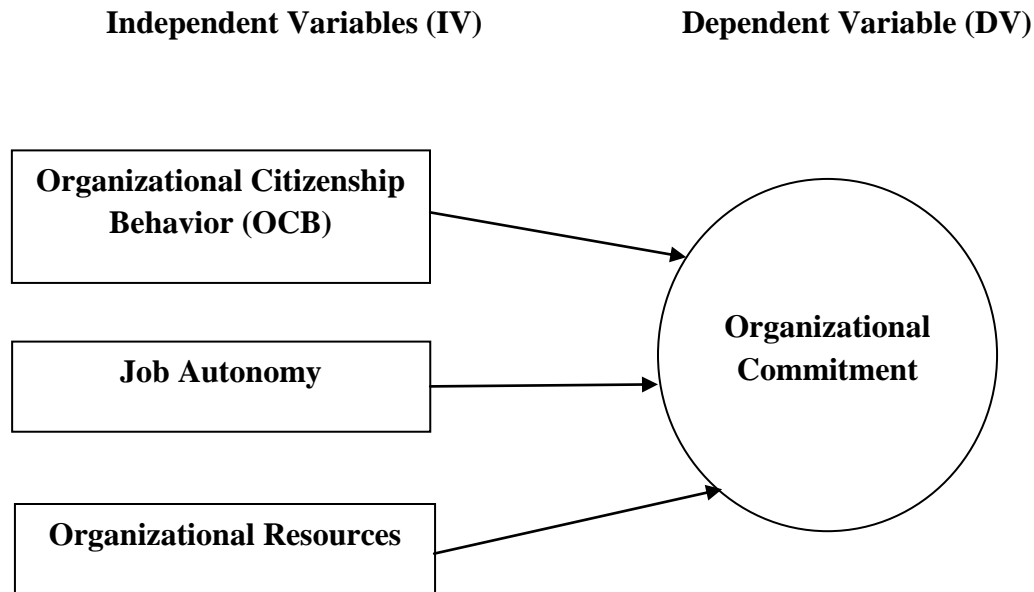 Independent Variables (IV)
Dependent Variable (DV)
Organizational Citizenship
Behavior (OCB)
Job Autonomy
Organizational Resources
Organizational
Commitment